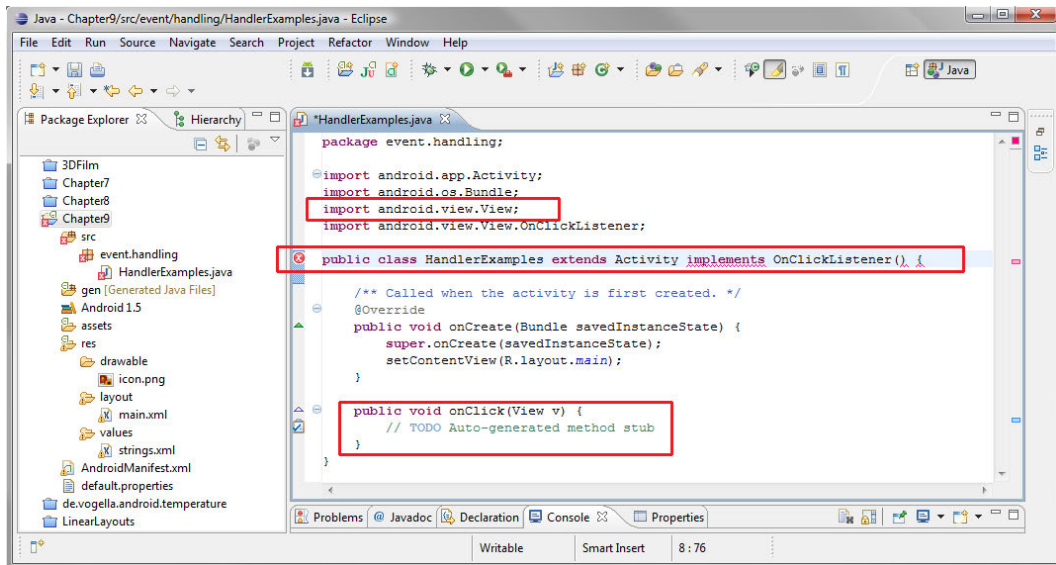 Java - Chapter9/src/event/handling/HandlerExamples.java - Eclipse
File Edit Run Source Navigate Search Project Refactor Window Help
Java
Package Explorer Hierarchy
3DFilm
Chapter7
Chapter8
Chapter9
src
event.handling
HandlerExamples.java
gen [Generated Java Files]
Android 1.5
assets
res
drawable
icon.png
layout
main.xml
values
strings.xml
AndroidManifest.xml
default.properties
de.vogella.android.temperature
LinearLayouts
*HandlerExamples.java
package event.handling;
import android.app.Activity;
import android.os.Bundle;
import android.view.View;
import android.view.View.OnClickListener;
public class HandlerExamples extends Activity implements OnClickListener() {
/** Called when the activity is first created. */
@Override
public void onCreate(Bundle savedInstanceState) {
super.onCreate(savedInstanceState);
setContentView(R.layout.main);
}
public void onClick(View v) {
// TODO Auto-generated method stub
}
}
Problems @ Javadoc Declaration Console Properties
Writable Smart Insert 8 : 76